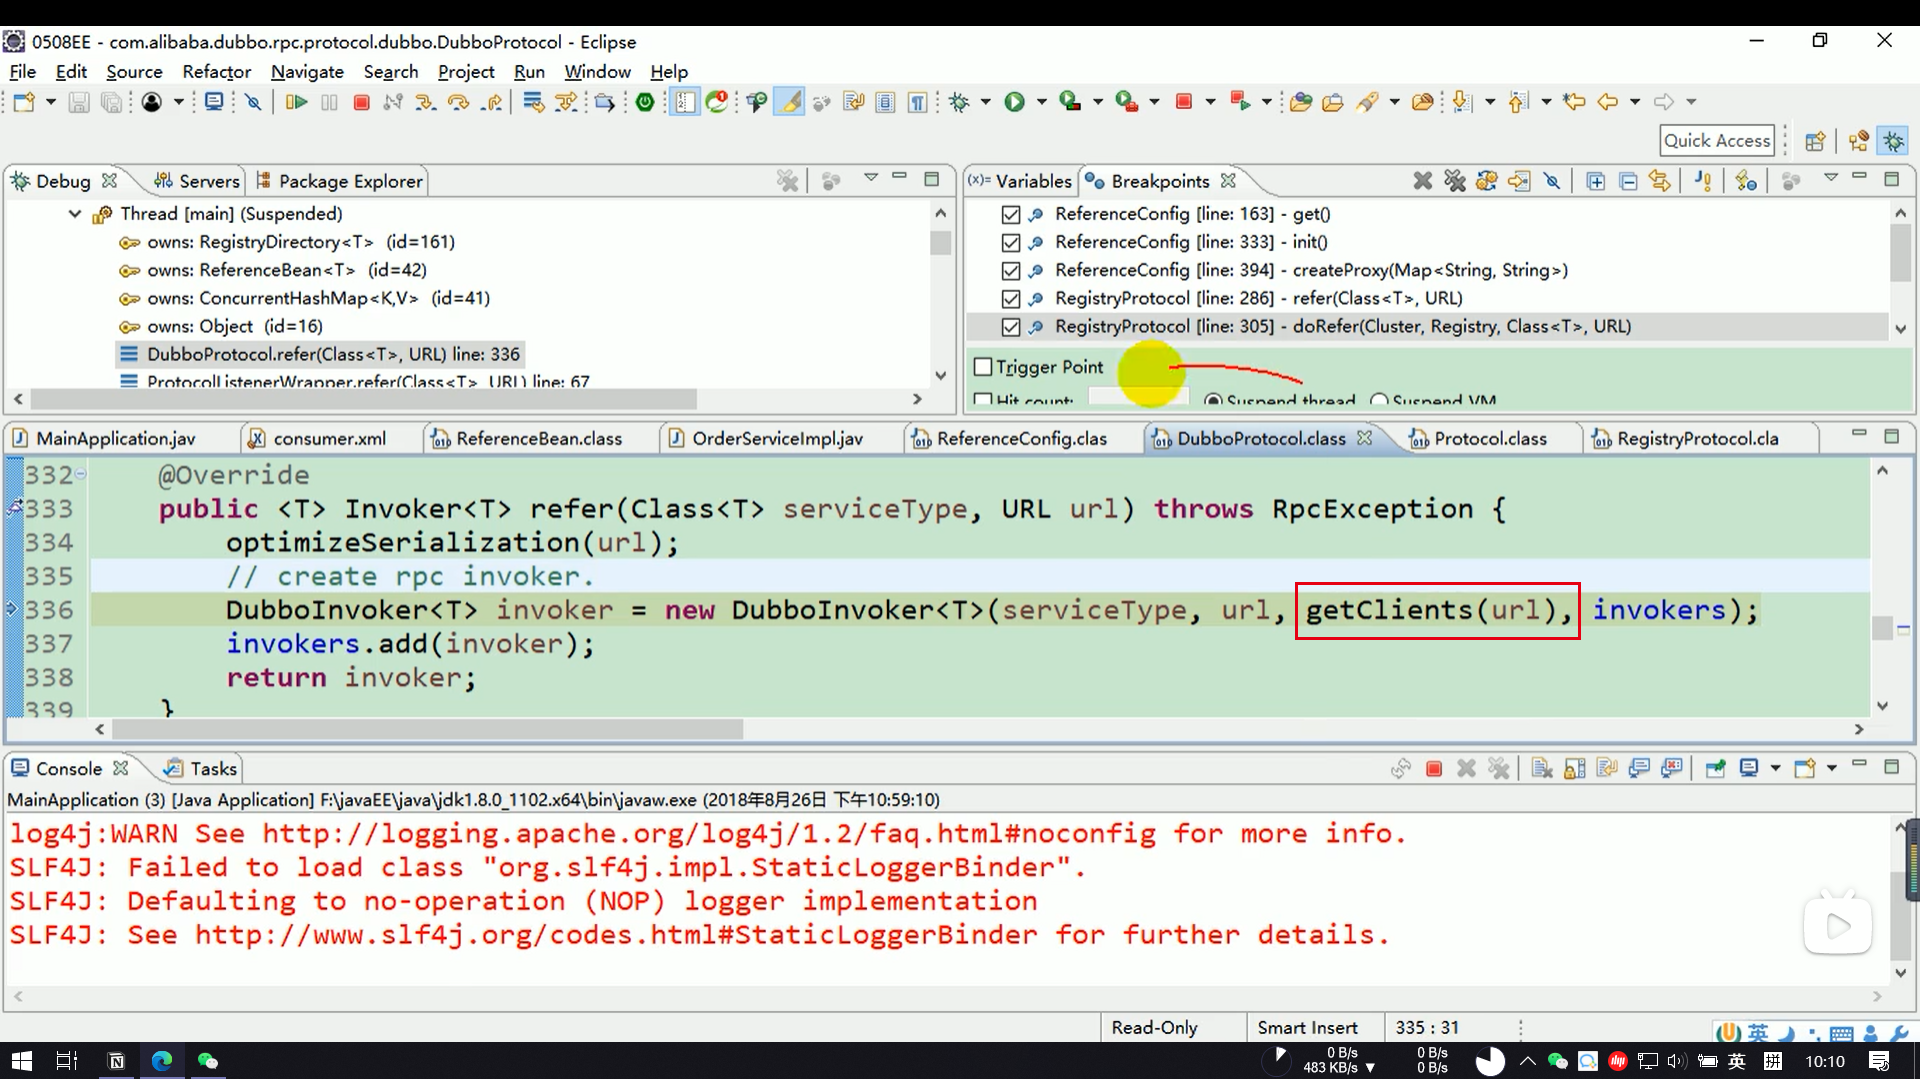 0508EE - com.alibaba.dubbo.rpc.protocol.dubbo.DubboProtocol - Eclipse
File Edit Source Refactor Navigate Search Project Run Window Help
Quick Access
Debug Servers Package Explorer
Thread [main] (Suspended)
owns: RegistryDirectory<T> (id=161)
owns: ReferenceBean<T> (id=42)
owns: ConcurrentHashMap<K,V> (id=41)
owns: Object (id=16)
DubboProtocol.refer(Class<T>, URL) line: 336
ProtocolListenerWrapper.refer(Class<T>, URL) line: 67
(x)= Variables Breakpoints
ReferenceConfig [line: 163] - get()
ReferenceConfig [line: 333] - init()
ReferenceConfig [line: 394] - createProxy(Map<String, String>)
RegistryProtocol [line: 286] - refer(Class<T>, URL)
RegistryProtocol [line: 305] - doRefer(Cluster, Registry, Class<T>, URL)
Trigger Point
Hit count: Suspend thread Suspend VM
MainApplication.jav consumer.xml ReferenceBean.class OrderServiceImpl.jav ReferenceConfig.clas DubboProtocol.class Protocol.class RegistryProtocol.cla
332 @Override
333 public <T> Invoker<T> refer(Class<T> serviceType, URL url) throws RpcException {
334 optimizeSerialization(url);
335 // create rpc invoker.
336 DubboInvoker<T> invoker = new DubboInvoker<T>(serviceType, url, getClients(url), invokers);
337 invokers.add(invoker);
338 return invoker;
339 }
Console Tasks
MainApplication (3) [Java Application] F:\javaEE\java\jdk1.8.0_1102.x64\bin\javaw.exe (2018年8月26日 下午10:59:10)
log4j:WARN See http://logging.apache.org/log4j/1.2/faq.html#noconfig for more info.
SLF4J: Failed to load class "org.slf4j.impl.StaticLoggerBinder".
SLF4J: Defaulting to no-operation (NOP) logger implementation
SLF4J: See http://www.slf4j.org/codes.html#StaticLoggerBinder for further details.
Read-Only Smart Insert 335 : 31
英
0 B/s 0 B/s
483 KB/s 0 B/s
英 拼 10:10